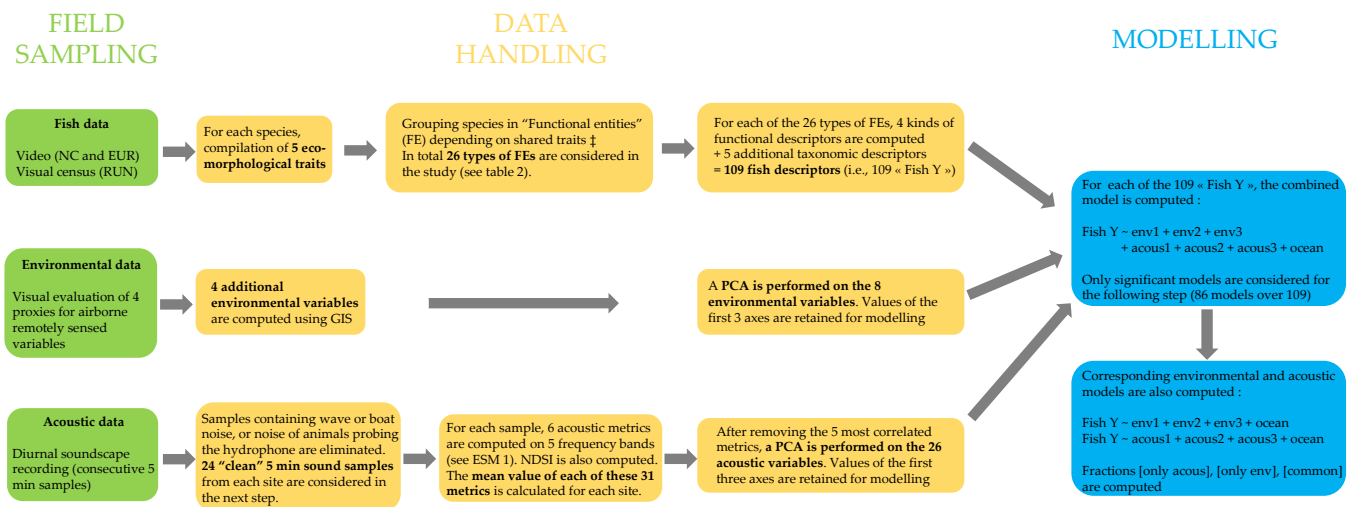 FIELD
SAMPLING
DATA
HANDLING
MODELLING
Fish data
Video (NC and EUR)
Visual census (RUN)
For each species,
compilation of 5 eco-
morphological traits
Grouping species in “Functional entities”
(FE) depending on shared traits ‡
In total 26 types of FEs are considered in
the study (see table 2).
For each of the 26 types of FEs, 4 kinds of
functional descriptors are computed
+ 5 additional taxonomic descriptors
= 109 fish descriptors (i.e., 109 « Fish Y »)
Environmental data
Visual evaluation of 4
proxies for airborne
remotely sensed
variables
4 additional
environmental variables
are computed using GIS
A PCA is performed on the 8
environmental variables. Values of the
first 3 axes are retained for modelling
Acoustic data
Diurnal soundscape
recording (consecutive 5
min samples)
Samples containing wave or boat
noise, or noise of animals probing
the hydrophone are eliminated.
24 “clean” 5 min sound samples
from each site are considered in
the next step.
For each sample, 6 acoustic metrics
are computed on 5 frequency bands
(see ESM 1). NDSI is also computed.
The mean value of each of these 31
metrics is calculated for each site.
After removing the 5 most correlated
metrics, a PCA is performed on the 26
acoustic variables. Values of the first
three axes are retained for modelling
For each of the 109 « Fish Y », the combined
model is computed :
Fish Y ~ env1 + env2 + env3
+ acous1 + acous2 + acous3 + ocean
Only significant models are considered for
the following step (86 models over 109)
Corresponding environmental and acoustic
models are also computed :
Fish Y ~ env1 + env2 + env3 + ocean
Fish Y ~ acous1 + acous2 + acous3 + ocean
Fractions [only acous], [only env], [common]
are computed